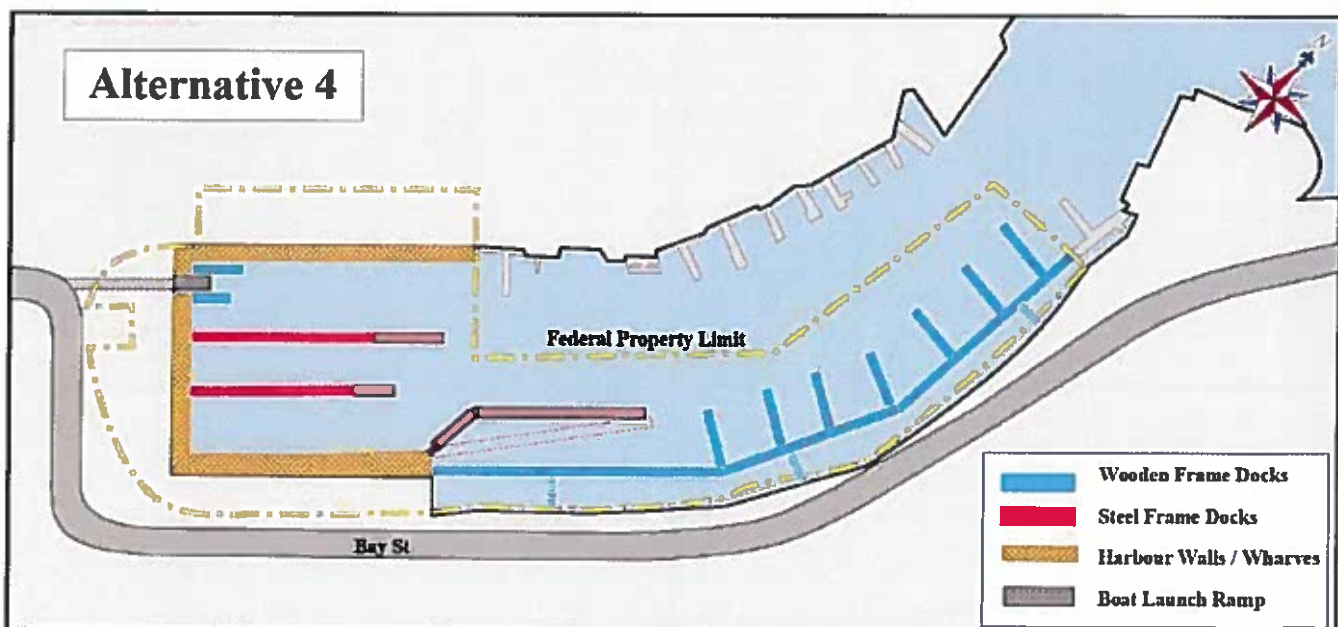 Alternative 4
N
Federal Property Limit
Bay St
Wooden Frame Docks
Steel Frame Docks
Harbour Walls / Wharves
Boat Launch Ramp